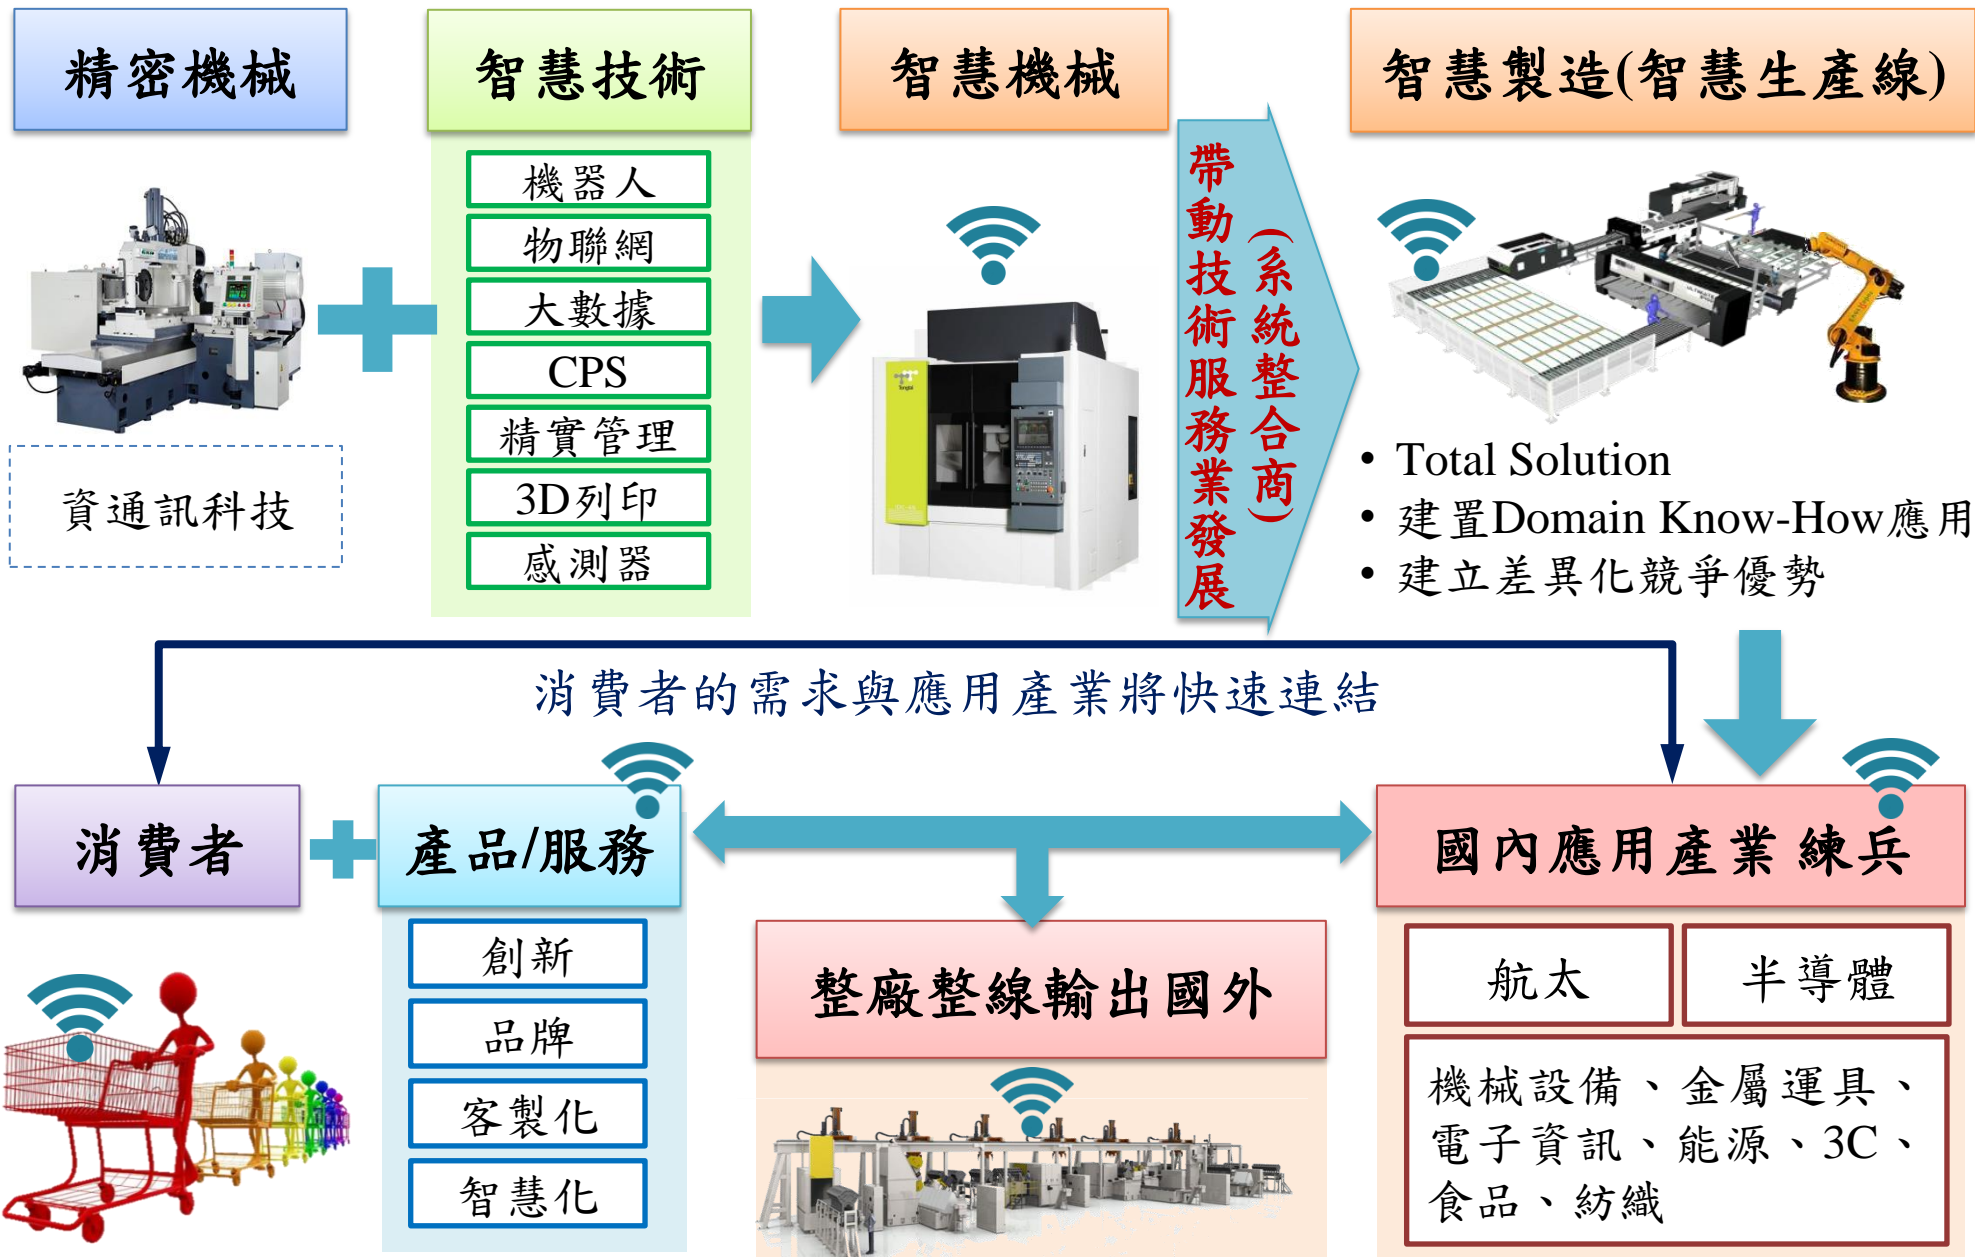 精密機械
智慧技術
智慧機械
智慧製造(智慧生產線)
資通訊科技
機器人
物聯網
大數據
CPS
精實管理
3D列印
感測器
Tongtai
帶動技術服務業發展
(系統整合商)
• Total Solution
• 建置Domain Know-How應用
• 建立差異化競爭優勢
消費者的需求與應用產業將快速連結
消費者
產品/服務
創新
品牌
客製化
智慧化
整廠整線輸出國外
國內應用產業 練兵
航太
半導體
機械設備、金屬運具、
電子資訊、能源、3C、
食品、紡織